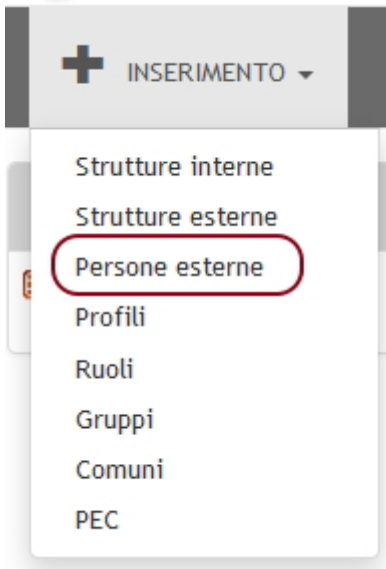 INSERIMENTO
Strutture interne
Strutture esterne
Persone esterne
Profili
Ruoli
Gruppi
Comuni
PEC